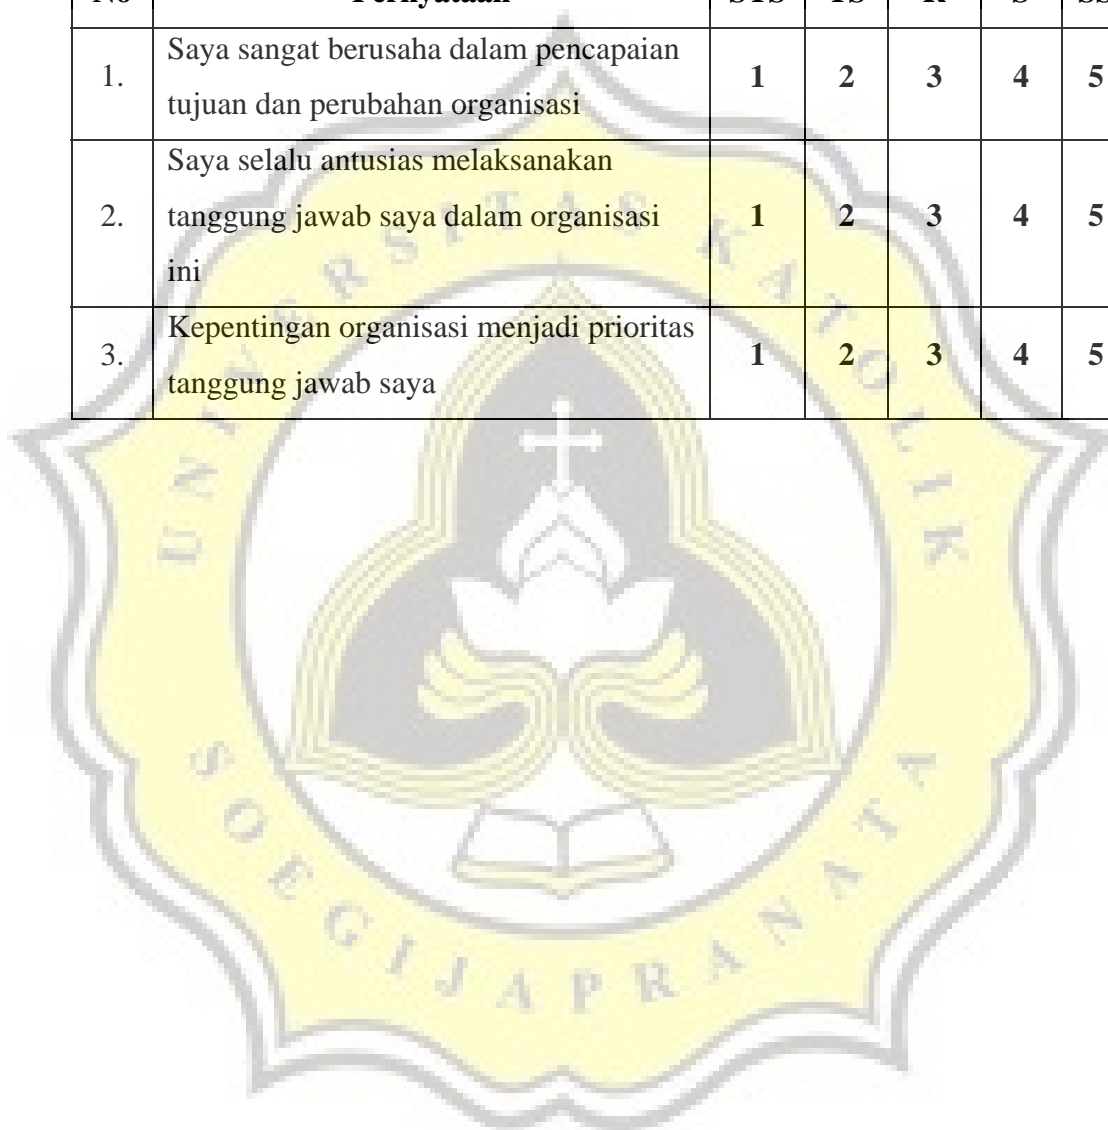 No Pernyataan STS TS R S SS
1. Saya sangat berusaha dalam pencapaian
tujuan dan perubahan organisasi 1 2 3 4 5
2. Saya selalu antusias melaksanakan
tanggung jawab saya dalam organisasi
ini 1 2 3 4 5
3. Kepentingan organisasi menjadi prioritas
tanggung jawab saya 1 2 3 4 5
UNIVERSITAS KATOLIK
SOEGIJAPRANATA